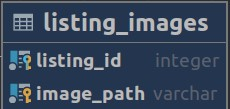 listing_images
listing_id integer
image_path varchar